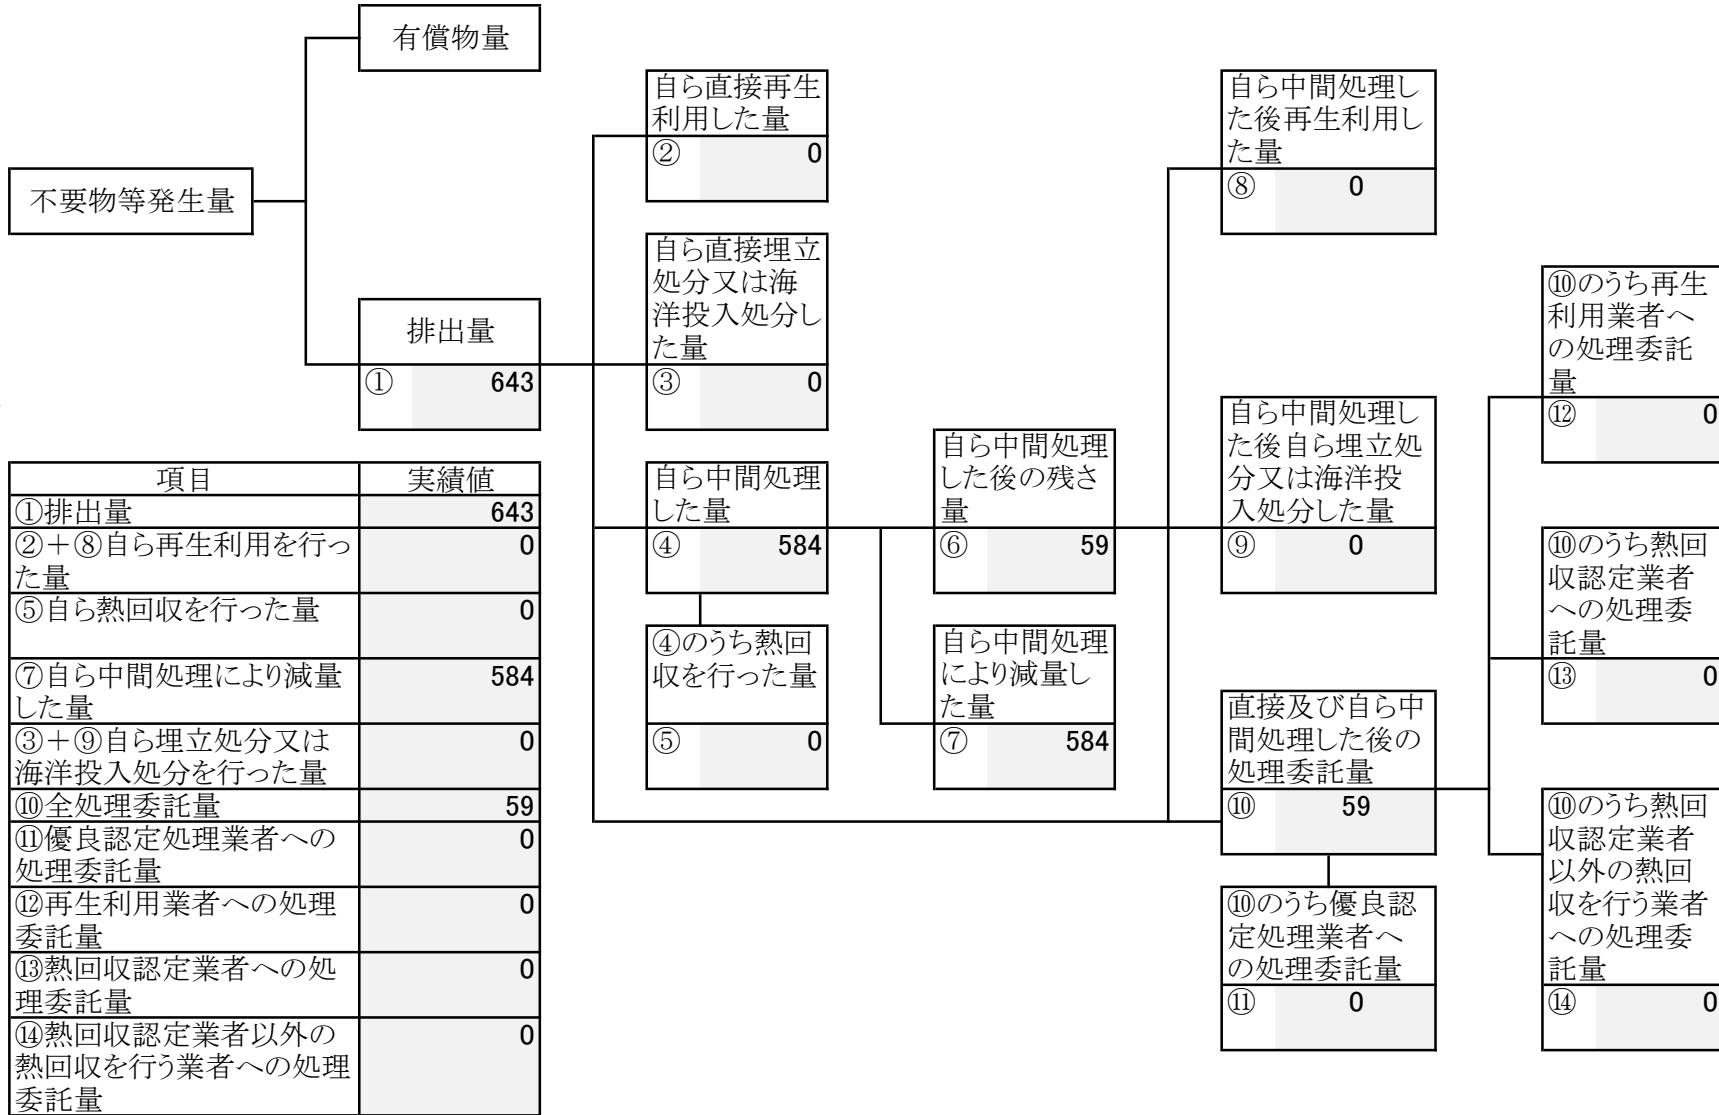 有償物量
不要物等発生量
排出量
① 643
自ら直接再生
利用した量
② 0
自ら直接埋立
処分又は海
洋投入処分し
た量
③ 0
自ら中間処理
した量
④ 584
④のうち熱回
収を行った量
⑤ 0
自ら中間処理
した後の残さ
量
⑥ 59
自ら中間処理
により減量し
た量
⑦ 584
自ら中間処理し
た後再生利用し
た量
⑧ 0
自ら中間処理し
た後自ら埋立処
分又は海洋投
入処分した量
⑨ 0
直接及び自ら中
間処理した後の
処理委託量
⑩ 59
⑩のうち優良認
定処理業者へ
の処理委託量
⑪ 0
⑩のうち再生
利用業者へ
の処理委託
量
⑫ 0
⑩のうち熱回
収認定業者
への処理委
託量
⑬ 0
⑩のうち熱回
収認定業者
以外の熱回
収を行う業者
への処理委
託量
⑭ 0
項目 実績値
①排出量 643
②+⑧自ら再生利用を行っ 0
た量
⑤自ら熱回収を行った量 0
⑦自ら中間処理により減量 584
した量
③+⑨自ら埋立処分又は 0
海洋投入処分を行った量
⑩全処理委託量 59
⑪優良認定処理業者への 0
処理委託量
⑫再生利用業者への処理 0
委託量
⑬熱回収認定業者への処 0
理委託量
⑭熱回収認定業者以外の 0
熱回収を行う業者への処理
委託量